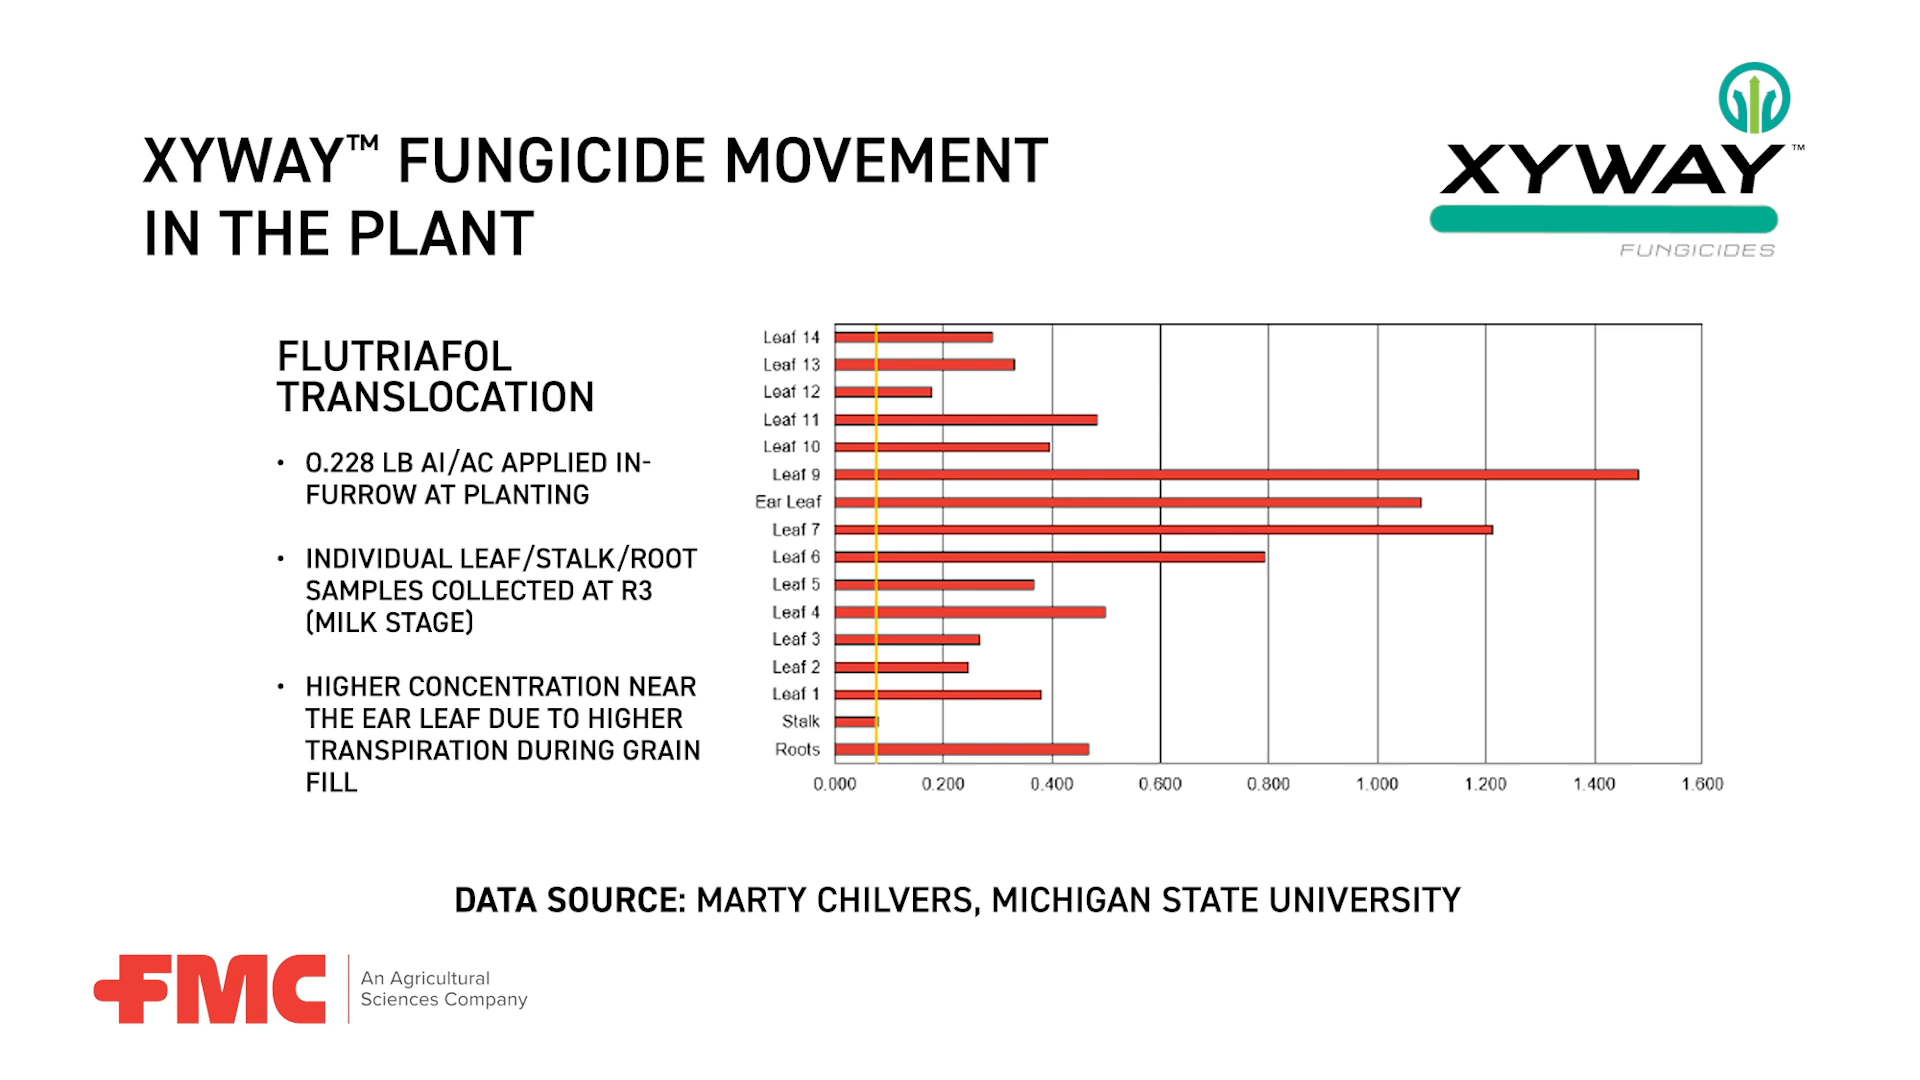 XYWAY™ FUNGICIDE MOVEMENT
IN THE PLANT
XYWAY™
FUNGICIDES
FLUTRIAFOL
TRANSLOCATION
• 0.228 LB AI/AC APPLIED IN-
FURROW AT PLANTING
• INDIVIDUAL LEAF/STALK/ROOT
SAMPLES COLLECTED AT R3
(MILK STAGE)
• HIGHER CONCENTRATION NEAR
THE EAR LEAF DUE TO HIGHER
TRANSPIRATION DURING GRAIN
FILL
Leaf 14
Leaf 13
Leaf 12
Leaf 11
Leaf 10
Leaf 9
Ear Leaf
Leaf 7
Leaf 6
Leaf 5
Leaf 4
Leaf 3
Leaf 2
Leaf 1
Stalk
Roots
0.000 0.200 0.400 0.600 0.800 1.000 1.200 1.400 1.600
DATA SOURCE: MARTY CHILVERS, MICHIGAN STATE UNIVERSITY
FMC
An Agricultural
Sciences Company